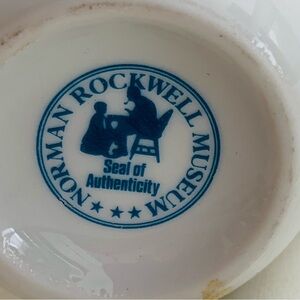 NORMAN ROCKWELL MUSEUM
Seal of
Authenticity